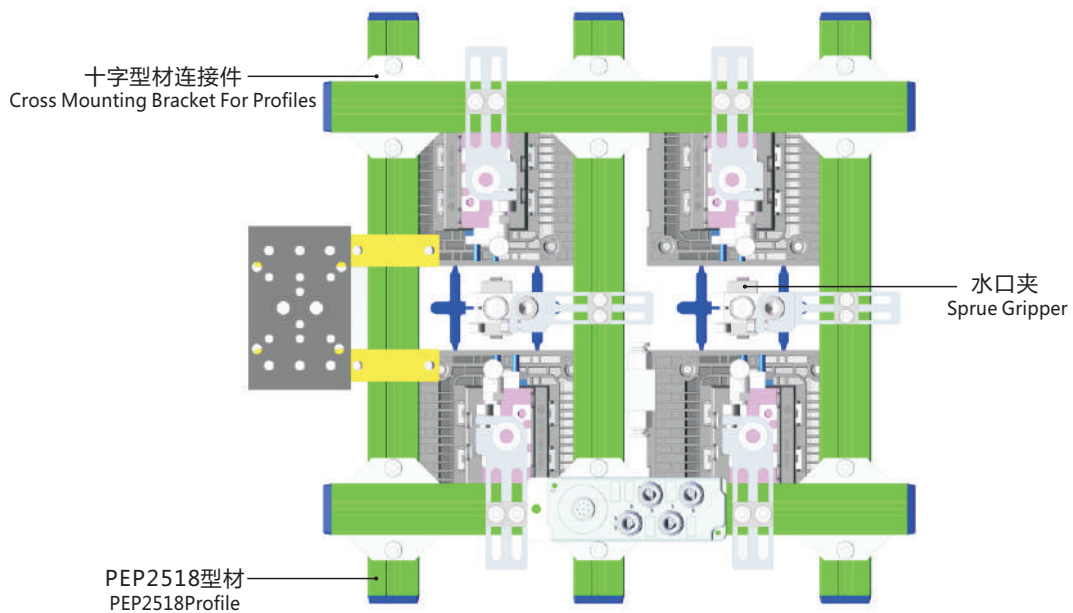 十字型材连接件
Cross Mounting Bracket For Profiles
水口夹
Sprue Gripper
PEP2518型材
PEP2518Profile